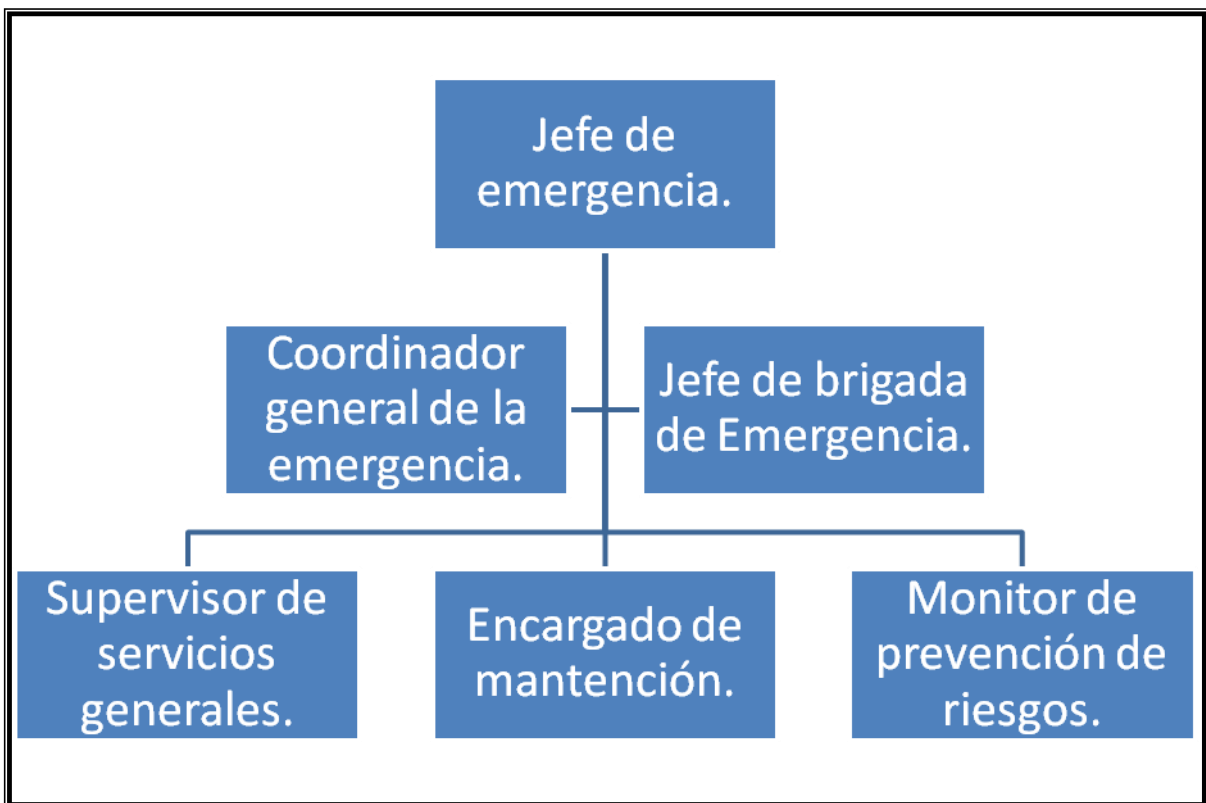 Jefe de
emergencia.
Coordinador
general de la
emergencia.
Jefe de brigada
de Emergencia.
Supervisor de
servicios
generales.
Encargado de
mantención.
Monitor de
prevención de
riesgos.